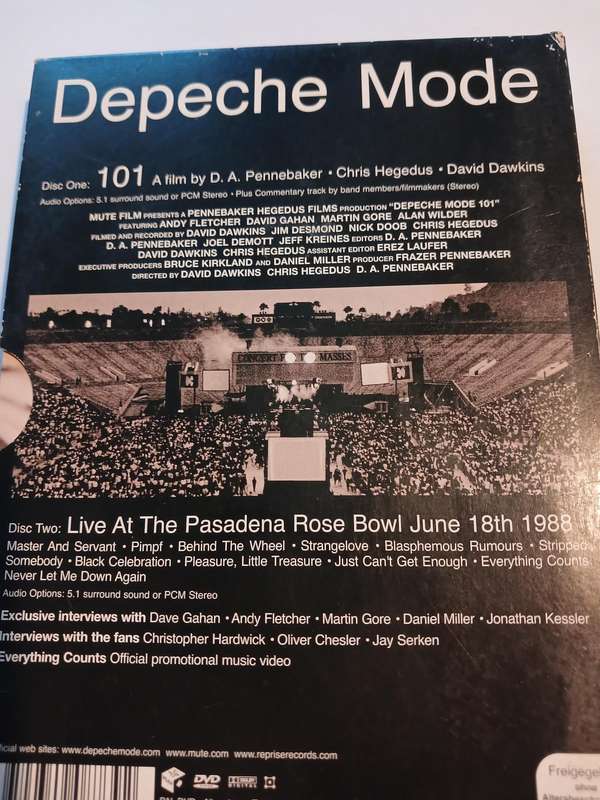 Depeche Mode
Disc One: 101 A film by D. A. Pennebaker • Chris Hegedus • David Dawkins
Audio Options: 5.1 surround sound or PCM Stereo • Plus Commentary track by band members/filmmakers (Stereo)
MUTE FILM PRESENTS A PENNEBAKER HEGEDUS FILMS PRODUCTION "DEPECHE MODE 101"
FEATURING ANDY FLETCHER DAVID GAHAN MARTIN GORE ALAN WILDER
FILMED AND RECORDED BY DAVID DAWKINS JIM DESMOND NICK DOOB CHRIS HEGEDUS
D. A. PENNEBAKER JOEL DEMOTT JEFF KREINES EDITORS D. A. PENNEBAKER
DAVID DAWKINS CHRIS HEGEDUS ASSISTANT EDITOR EREZ LAUFER
EXECUTIVE PRODUCERS BRUCE KIRKLAND AND DANIEL MILLER PRODUCER FRAZER PENNEBAKER
DIRECTED BY DAVID DAWKINS CHRIS HEGEDUS D. A. PENNEBAKER
CONCERT MASSES
Disc Two: Live At The Pasadena Rose Bowl June 18th 1988
Master And Servant • Pimpf • Behind The Wheel • Strangelove • Blasphemous Rumours • Stripped
Somebody • Black Celebration • Pleasure, Little Treasure • Just Can't Get Enough • Everything Counts
Never Let Me Down Again
Audio Options: 5.1 surround sound or PCM Stereo
Exclusive interviews with Dave Gahan • Andy Fletcher • Martin Gore • Daniel Miller • Jonathan Kessler
Interviews with the fans Christopher Hardwick • Oliver Chesler • Jay Serken
Everything Counts Official promotional music video
icial web sites: www.depechemode.com www.mute.com www.repriserecords.com
Freigege
DVD DOLBY DIGITAL